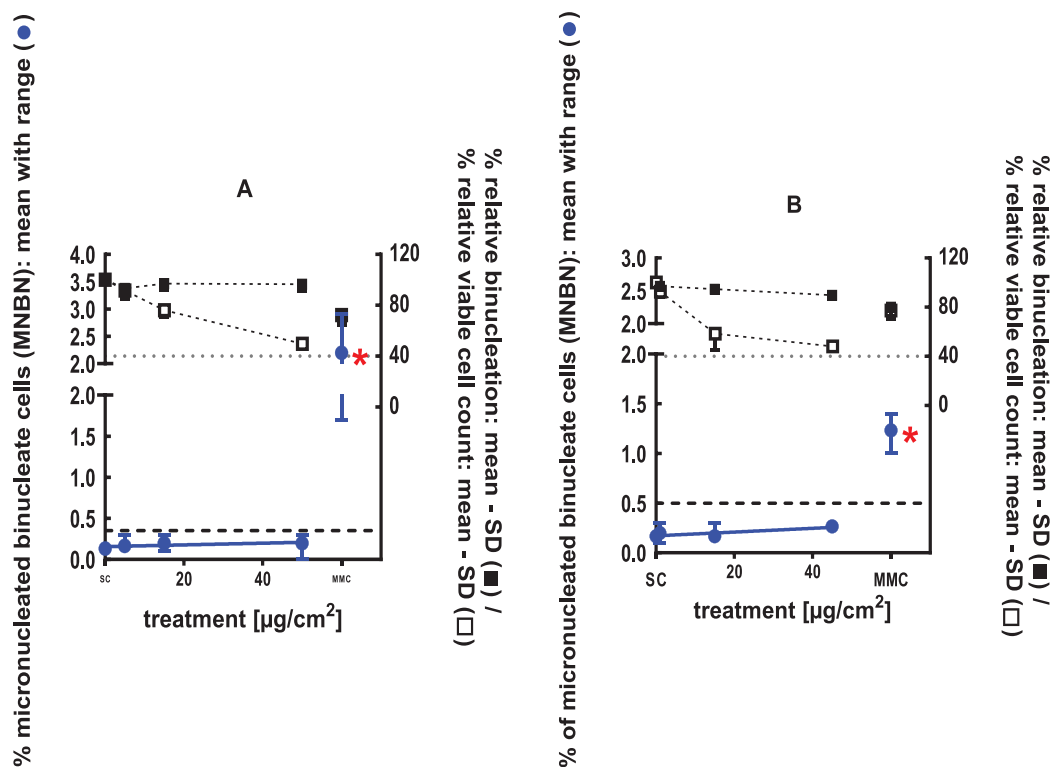 % micronucleated binucleate cells (MNBN): mean with range (●)
A
4.0
3.5
3.0
2.5
2.0
2.0
1.5
1.0
0.5
0.0
120
80
40
0
*
SC
20
40
MMC
treatment [µg/cm²]
% relative binucleation: mean - SD (■) /
% relative viable cell count: mean - SD (□)
% of micronucleated binucleate cells (MNBN): mean with range (●)
B
3.0
2.5
2.0
2.0
1.5
1.0
0.5
0.0
120
80
40
0
*
SC
20
40
MMC
treatment [µg/cm²]
% relative binucleation: mean - SD (■) /
% relative viable cell count: mean - SD (□)